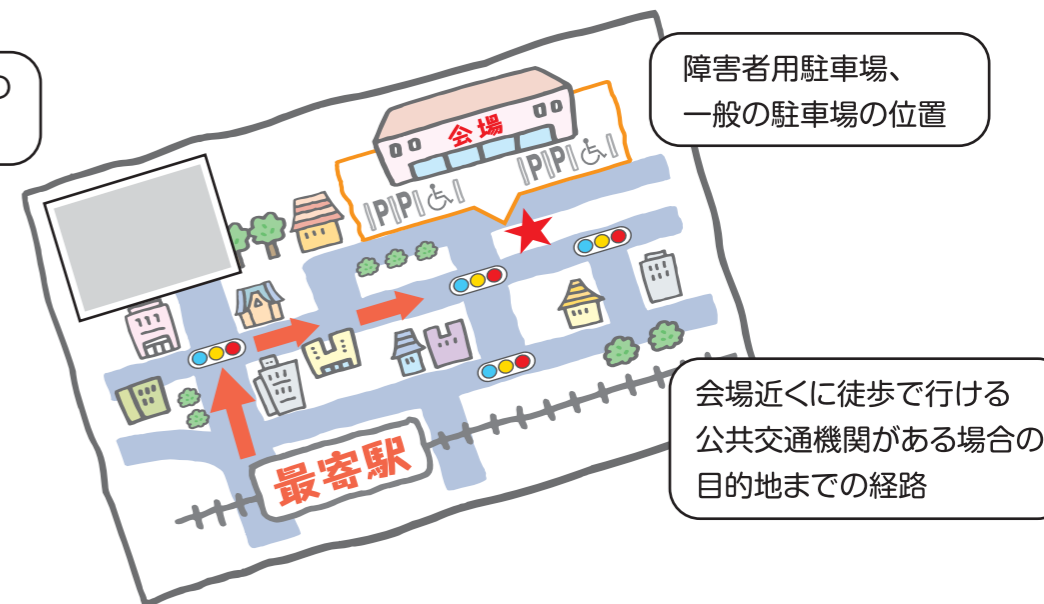 障害者用駐車場、
一般の駐車場の位置
会場
PP
PP
会場近くに徒歩で行ける
公共交通機関がある場合の
目的地までの経路
最寄駅